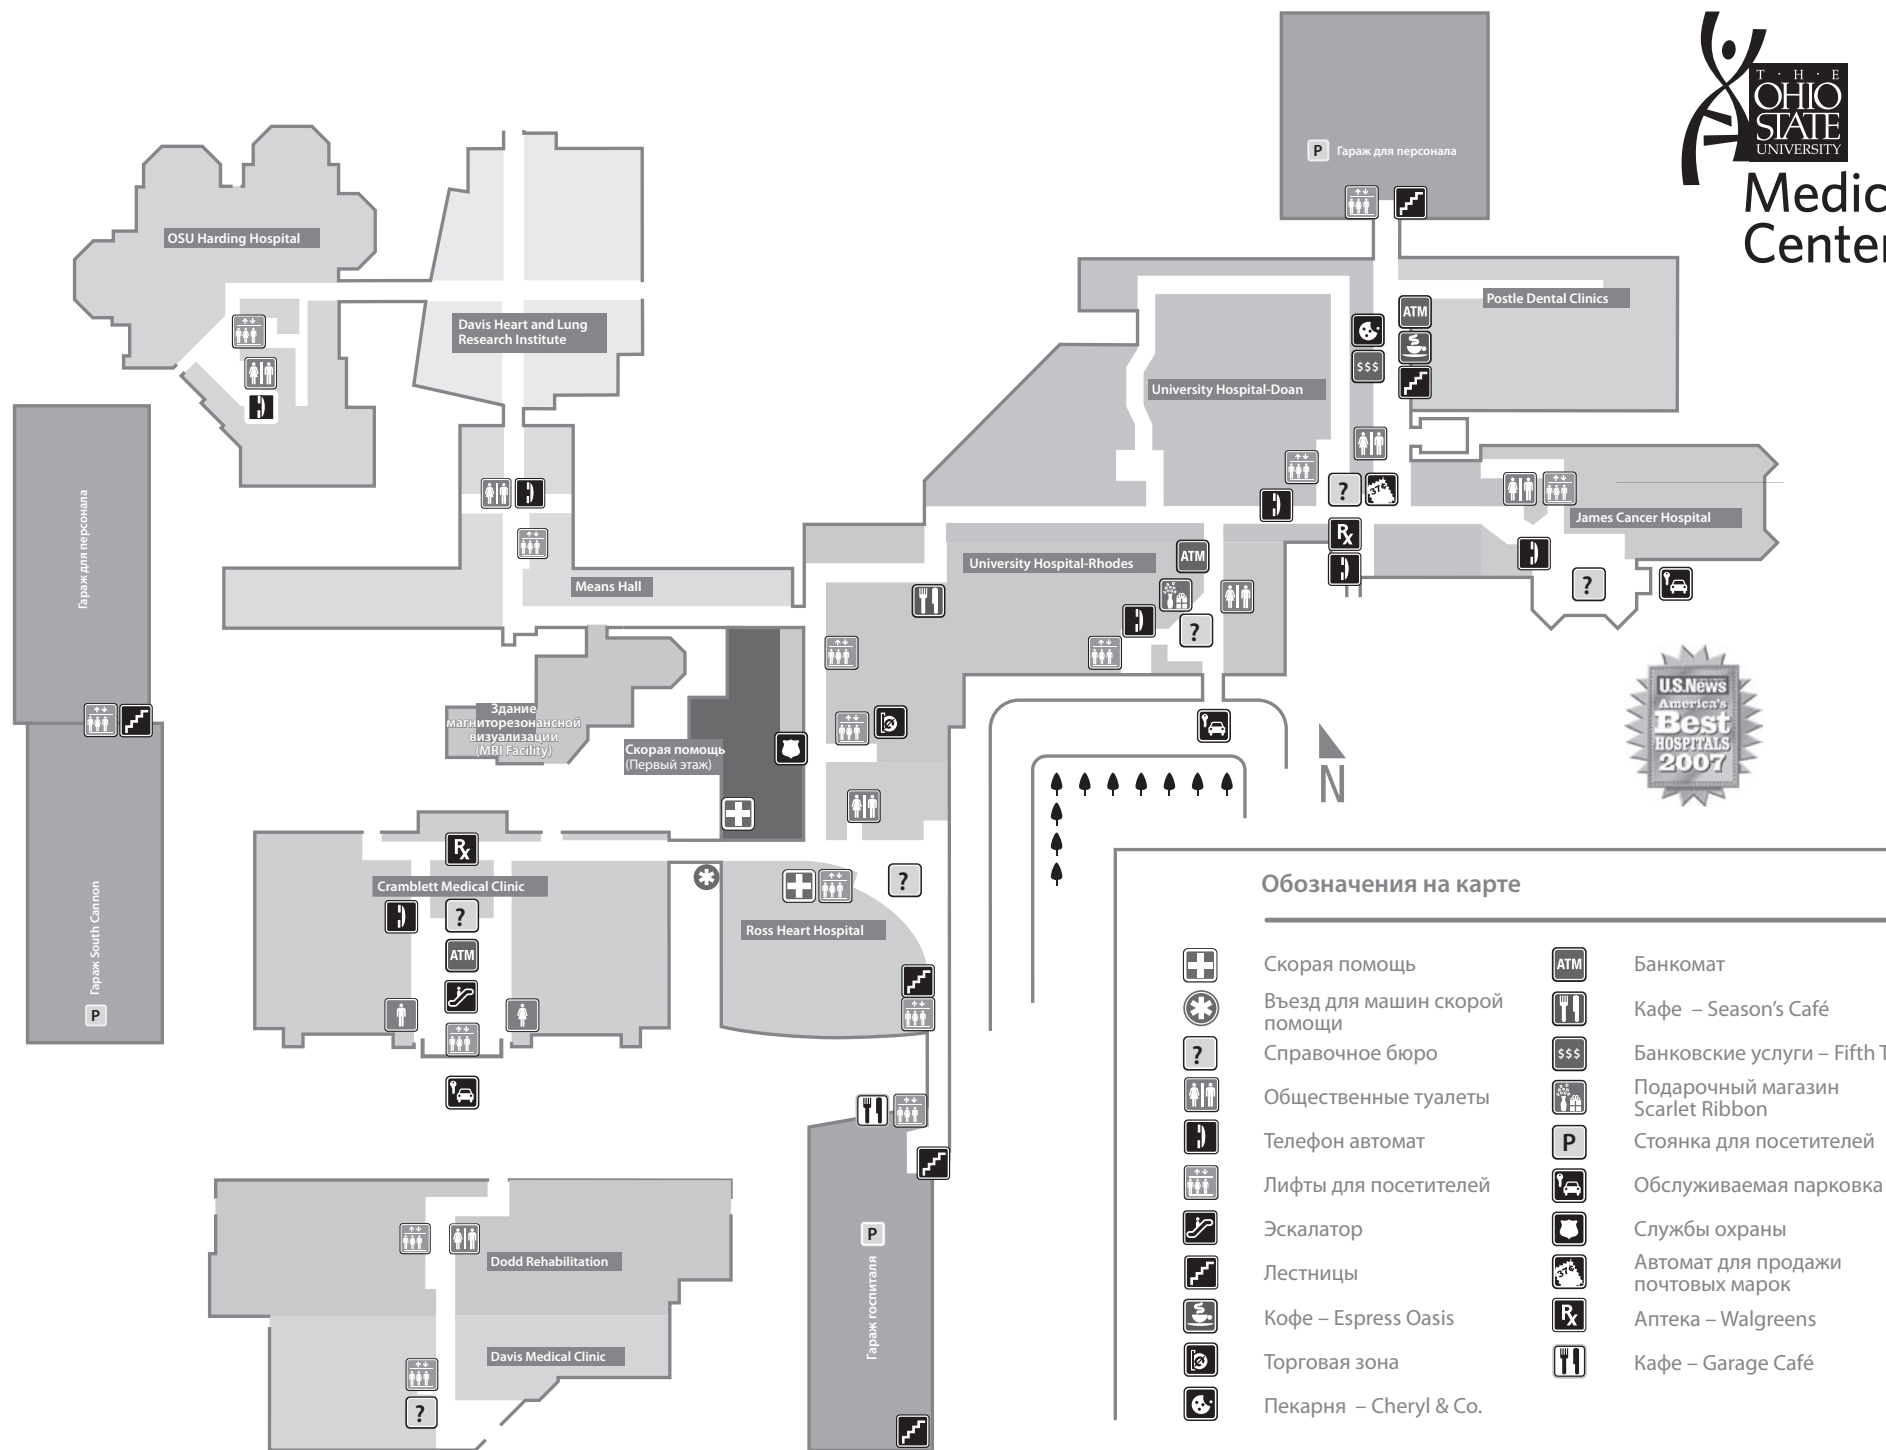 THE
OHIO
STATE
UNIVERSITY
Medic
Center
P Гараж для персонала
OSU Harding Hospital
Davis Heart and Lung
Research Institute
Postle Dental Clinics
ATM
$$$
University Hospital-Doan
?
37¢
James Cancer Hospital
Rx
?
University Hospital-Rhodes
ATM
?
Means Hall
Гараж для персонала
Здание
магниторезонансной
визуализации
(MRI Facility)
Скорая помощь
(Первый этаж)
N
U.S.News
America's
Best
HOSPITALS
2007
Rx
Cramblett Medical Clinic
?
ATM
?
Ross Heart Hospital
Гараж South Cannon
P
P
Гараж госпиталя
Dodd Rehabilitation
Davis Medical Clinic
?
Обозначения на карте
Скорая помощь
Въезд для машин скорой
помощи
? Справочное бюро
Общественные туалеты
Телефон автомат
Лифты для посетителей
Эскалатор
Лестницы
Кофе – Espress Oasis
Торговая зона
Пекарня – Cheryl & Co.
ATM Банкомат
Кафе – Season’s Café
$$$ Банковские услуги – Fifth T
Подарочный магазин
Scarlet Ribbon
P Стоянка для посетителей
Обслуживаемая парковка
Службы охраны
37¢ Автомат для продажи
почтовых марок
Rx Аптека – Walgreens
Кафе – Garage Café